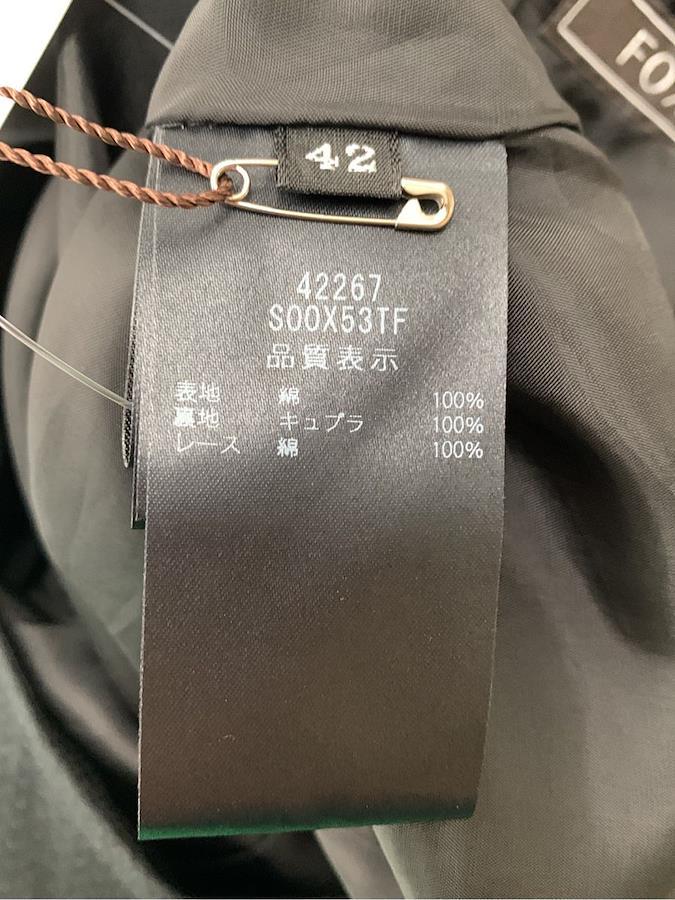 FO
42
42267
S00X53TF
品質表示
表地 綿 100%
裏地 キュプラ 100%
レース 綿 100%